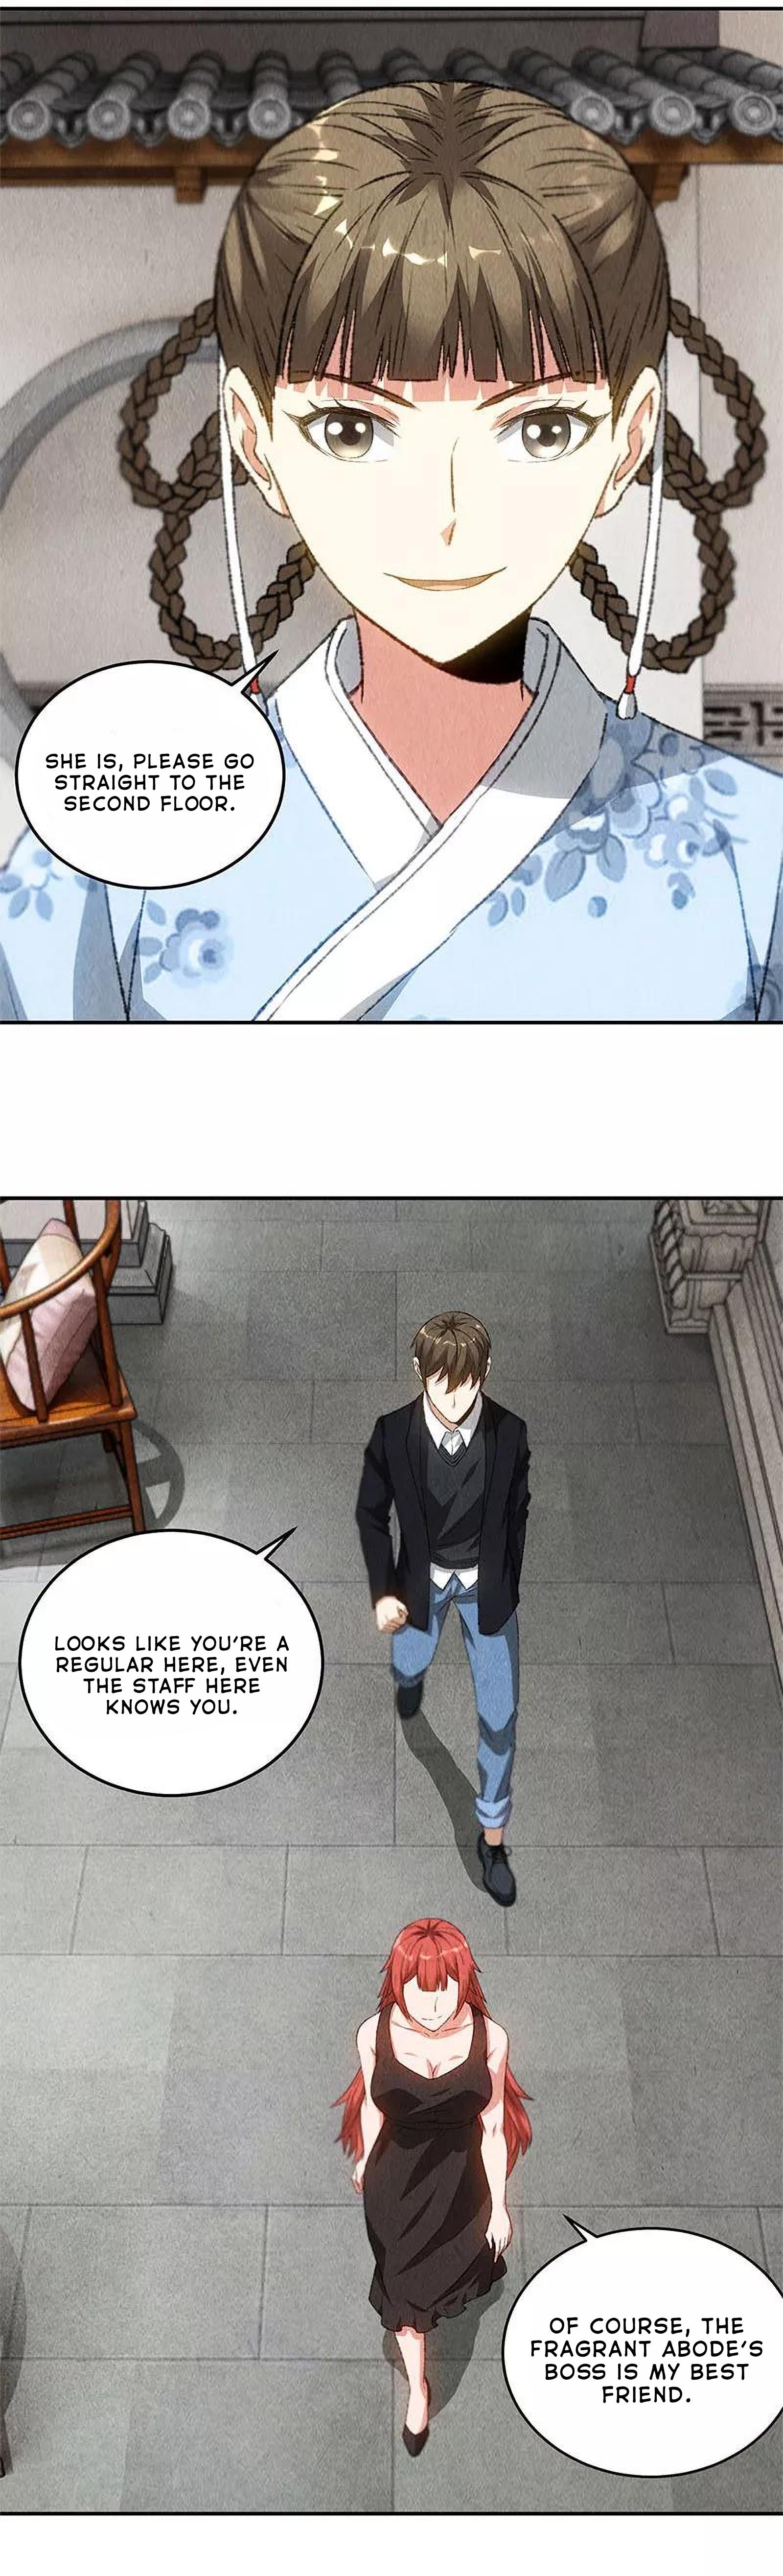 SHE IS, PLEASE GO
STRAIGHT TO THE
SECOND FLOOR.
LOOKS LIKE YOU'RE A
REGULAR HERE, EVEN
THE STAFF HERE
KNOWS YOU.
OF COURSE, THE
FRAGRANT ABODE'S
BOSS IS MY BEST
FRIEND.